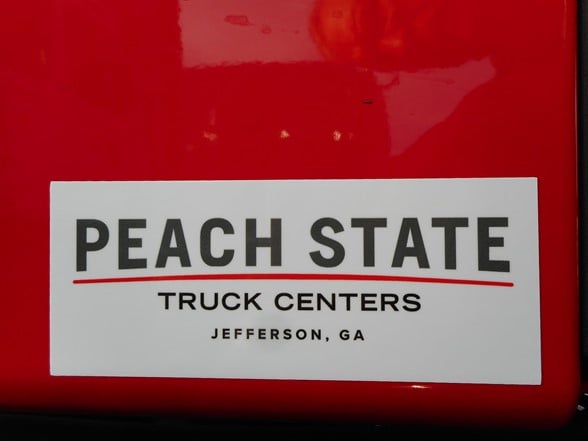 PEACH STATE
TRUCK CENTERS
JEFFERSON, GA